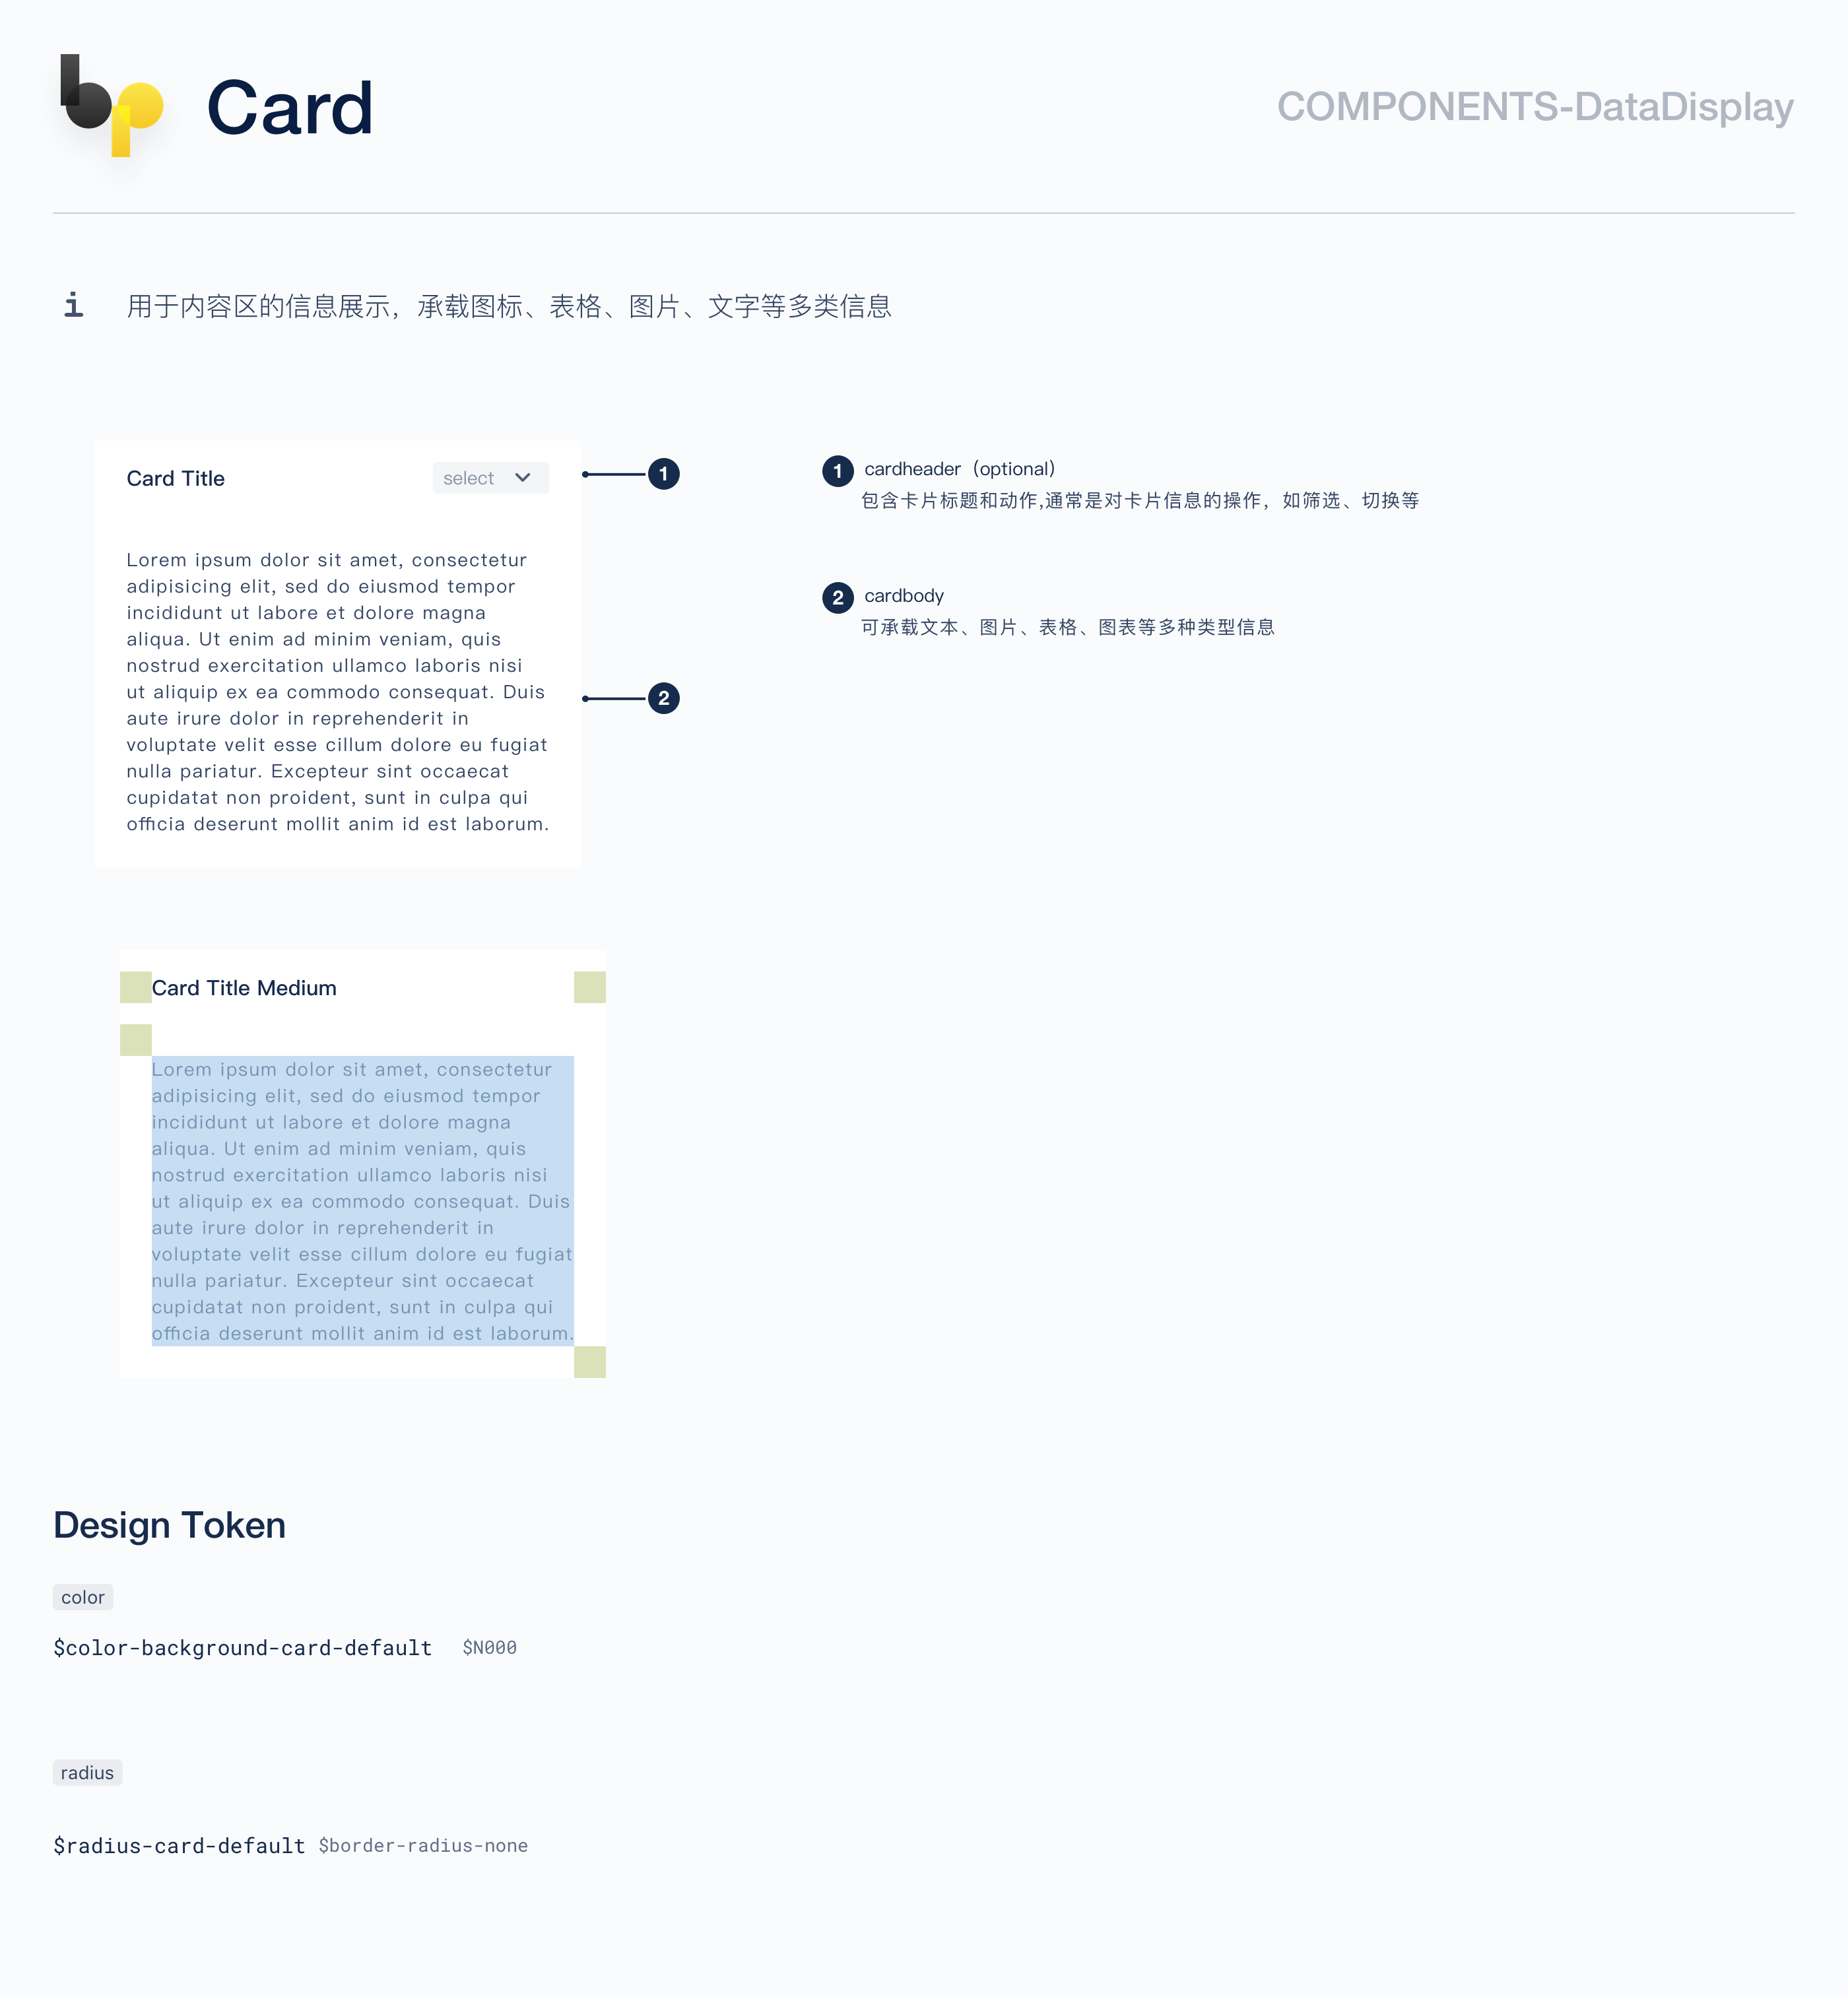 bp
Card
COMPONENTS-DataDisplay
i
用于内容区的信息展示，承载图标、表格、图片、文字等多类信息
Card Title
select
1
Lorem ipsum dolor sit amet, consectetur
adipisicing elit, sed do eiusmod tempor
incididunt ut labore et dolore magna
aliqua. Ut enim ad minim veniam, quis
nostrud exercitation ullamco laboris nisi
ut aliquip ex ea commodo consequat. Duis
aute irure dolor in reprehenderit in
voluptate velit esse cillum dolore eu fugiat
nulla pariatur. Excepteur sint occaecat
cupidatat non proident, sunt in culpa qui
officia deserunt mollit anim id est laborum.
2
1 cardheader（optional）
包含卡片标题和动作,通常是对卡片信息的操作，如筛选、切换等
2 cardbody
可承载文本、图片、表格、图表等多种类型信息
Card Title Medium
Lorem ipsum dolor sit amet, consectetur
adipisicing elit, sed do eiusmod tempor
incididunt ut labore et dolore magna
aliqua. Ut enim ad minim veniam, quis
nostrud exercitation ullamco laboris nisi
ut aliquip ex ea commodo consequat. Duis
aute irure dolor in reprehenderit in
voluptate velit esse cillum dolore eu fugiat
nulla pariatur. Excepteur sint occaecat
cupidatat non proident, sunt in culpa qui
officia deserunt mollit anim id est laborum.
Design Token
color
$color-background-card-default $N000
radius
$radius-card-default $border-radius-none